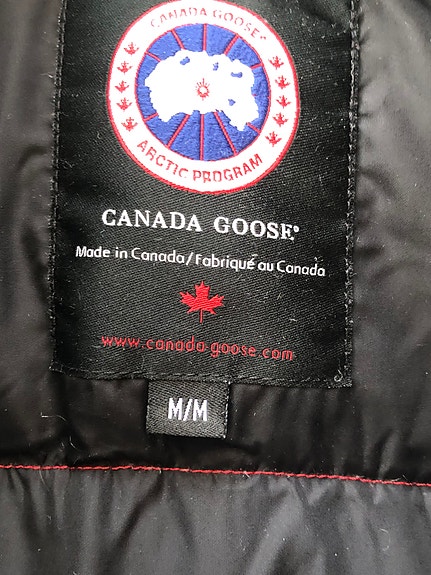 CANADA GOOSE®
ARCTIC PROGRAM
CANADA GOOSE®
Made in Canada/Fabriqué au Canada
www.canada-goose.com
M/M